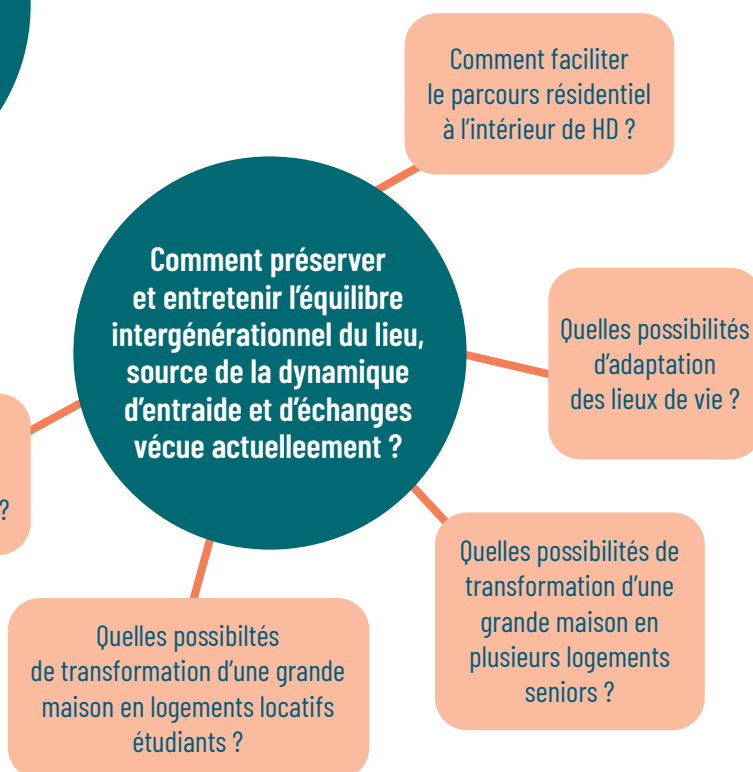 Comment faciliter
le parcours résidentiel
à l'intérieur de HD ?
Comment préserver
et entretenir l'équilibre
intergénérationnel du lieu,
source de la dynamique
d'entraide et d'échanges
vécue actuelleement ?
Quelles possibilités
d'adaptation
des lieux de vie ?
?
Quelles possibilités de
transformation d'une
grande maison en
plusieurs logements
seniors ?
Quelles possibiltés
de transformation d'une grande
maison en logements locatifs
étudiants ?